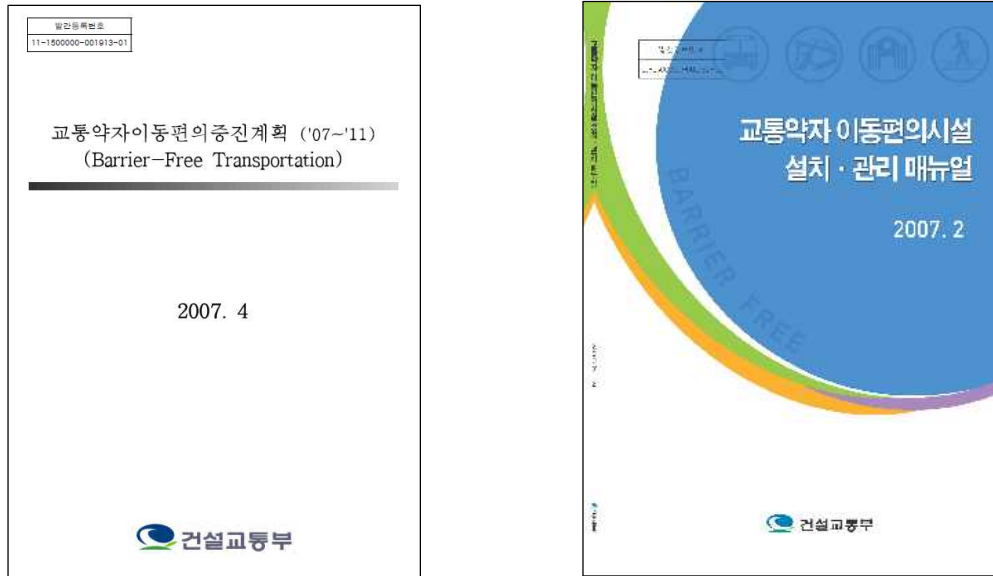 발간등록번호
11-1500000-001913-01
교통약자이동편의증진계획 ('07~'11)
(Barrier-Free Transportation)
2007. 4
건설교통부
교통약자 이동편의시설
설치 · 관리 매뉴얼
2007. 2
BARRIER FREE
건설교통부